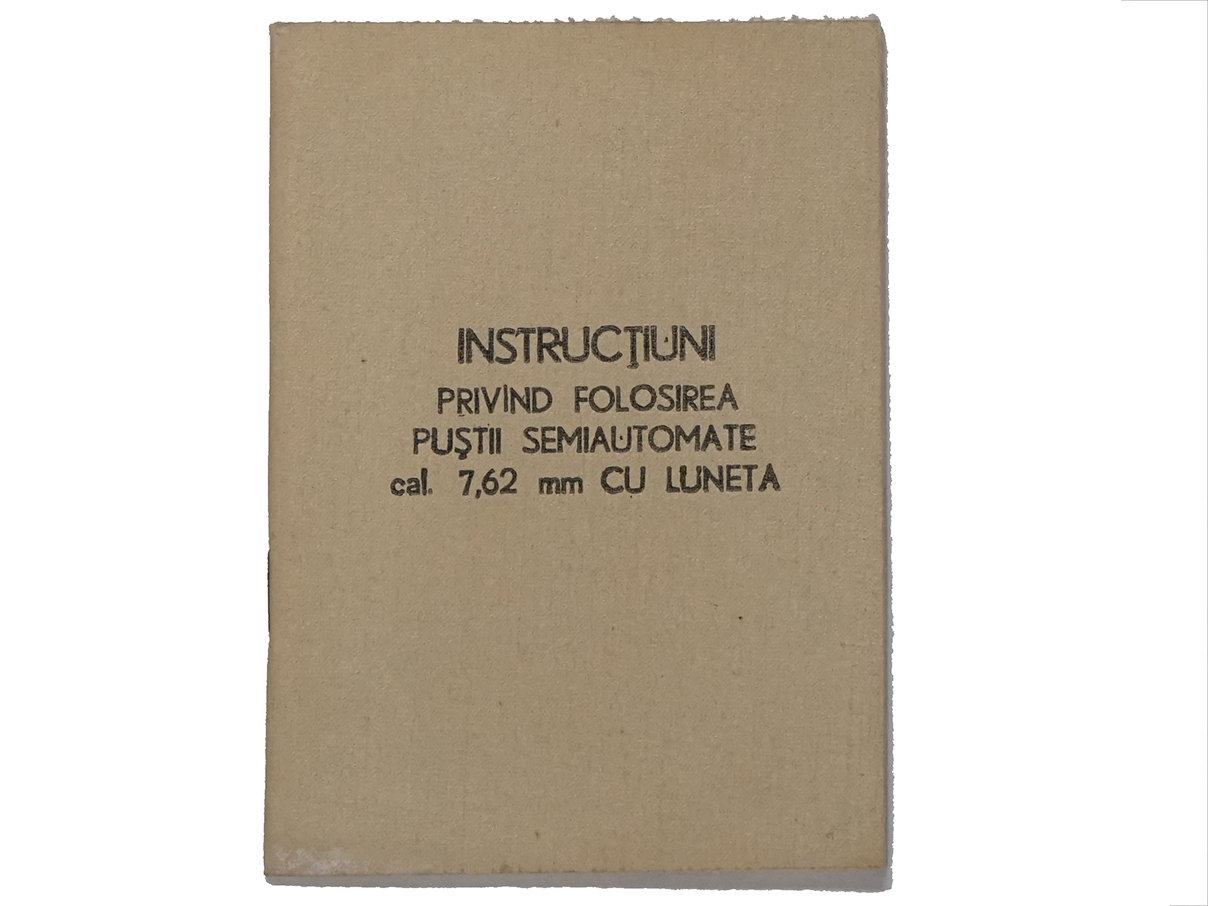 INSTRUCŢIUNI
PRIVIND FOLOSIREA
PUŞTII SEMIAUTOMATE
cal. 7,62 mm CU LUNETA